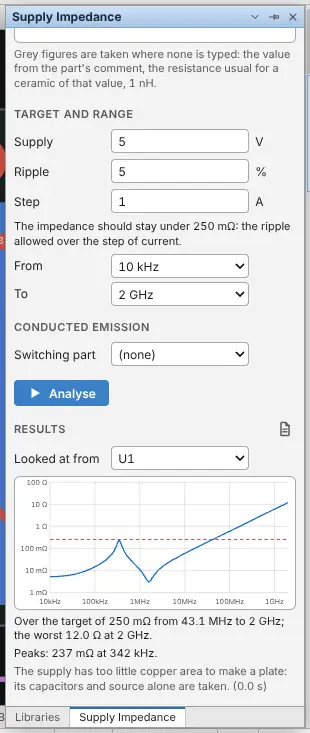 Supply Impedance
Grey figures are taken where none is typed: the value
from the part's comment, the resistance usual for a
ceramic of that value, 1 nH.
TARGET AND RANGE
Supply 5 V
Ripple 5 %
Step 1 A
The impedance should stay under 250 mΩ: the ripple
allowed over the step of current.
From 10 kHz
To 2 GHz
CONDUCTED EMISSION
Switching part (none)
Analyse
RESULTS
Looked at from U1
100 Ω
10 Ω
1 Ω
100 mΩ
10 mΩ
1 mΩ
10kHz 100kHz 1MHz 10MHz 100MHz 1GHz
Over the target of 250 mΩ from 43.1 MHz to 2 GHz;
the worst 12.0 Ω at 2 GHz.
Peaks: 237 mΩ at 342 kHz.
The supply has too little copper area to make a plate:
its capacitors and source alone are taken. (0.0 s)
Libraries Supply Impedance